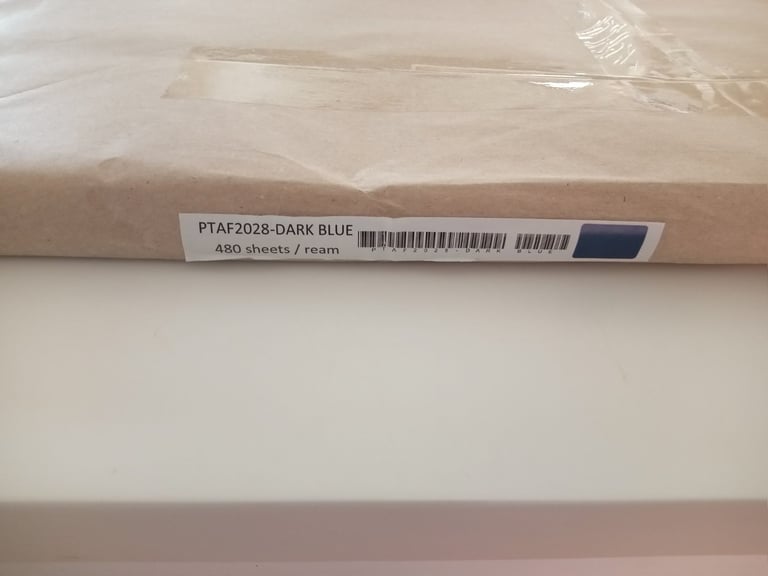 PTAF2028-DARK BLUE
480 sheets / ream
PTAF2028-DARK BLUE